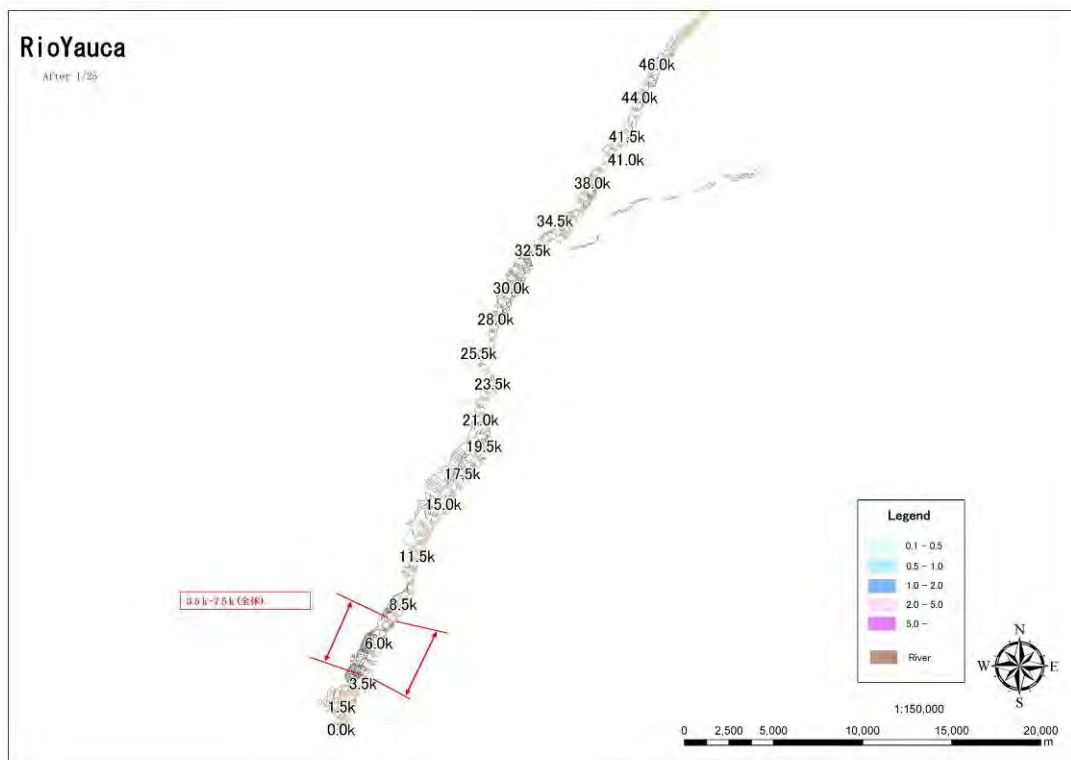 RioYauca
After 1/25
46.0k
44.0k
41.5k
41.0k
38.0k
34.5k
32.5k
30.0k
28.0k
25.5k
23.5k
21.0k
19.5k
17.5k
15.0k
11.5k
8.5k
3.5k-7.5k(全体)
6.0k
3.5k
1.5k
0.0k
Legend
0.1 - 0.5
0.5 - 1.0
1.0 - 2.0
2.0 - 5.0
5.0 -
River
N
W E
S
1:150,000
0 2,500 5,000 10,000 15,000 20,000
m